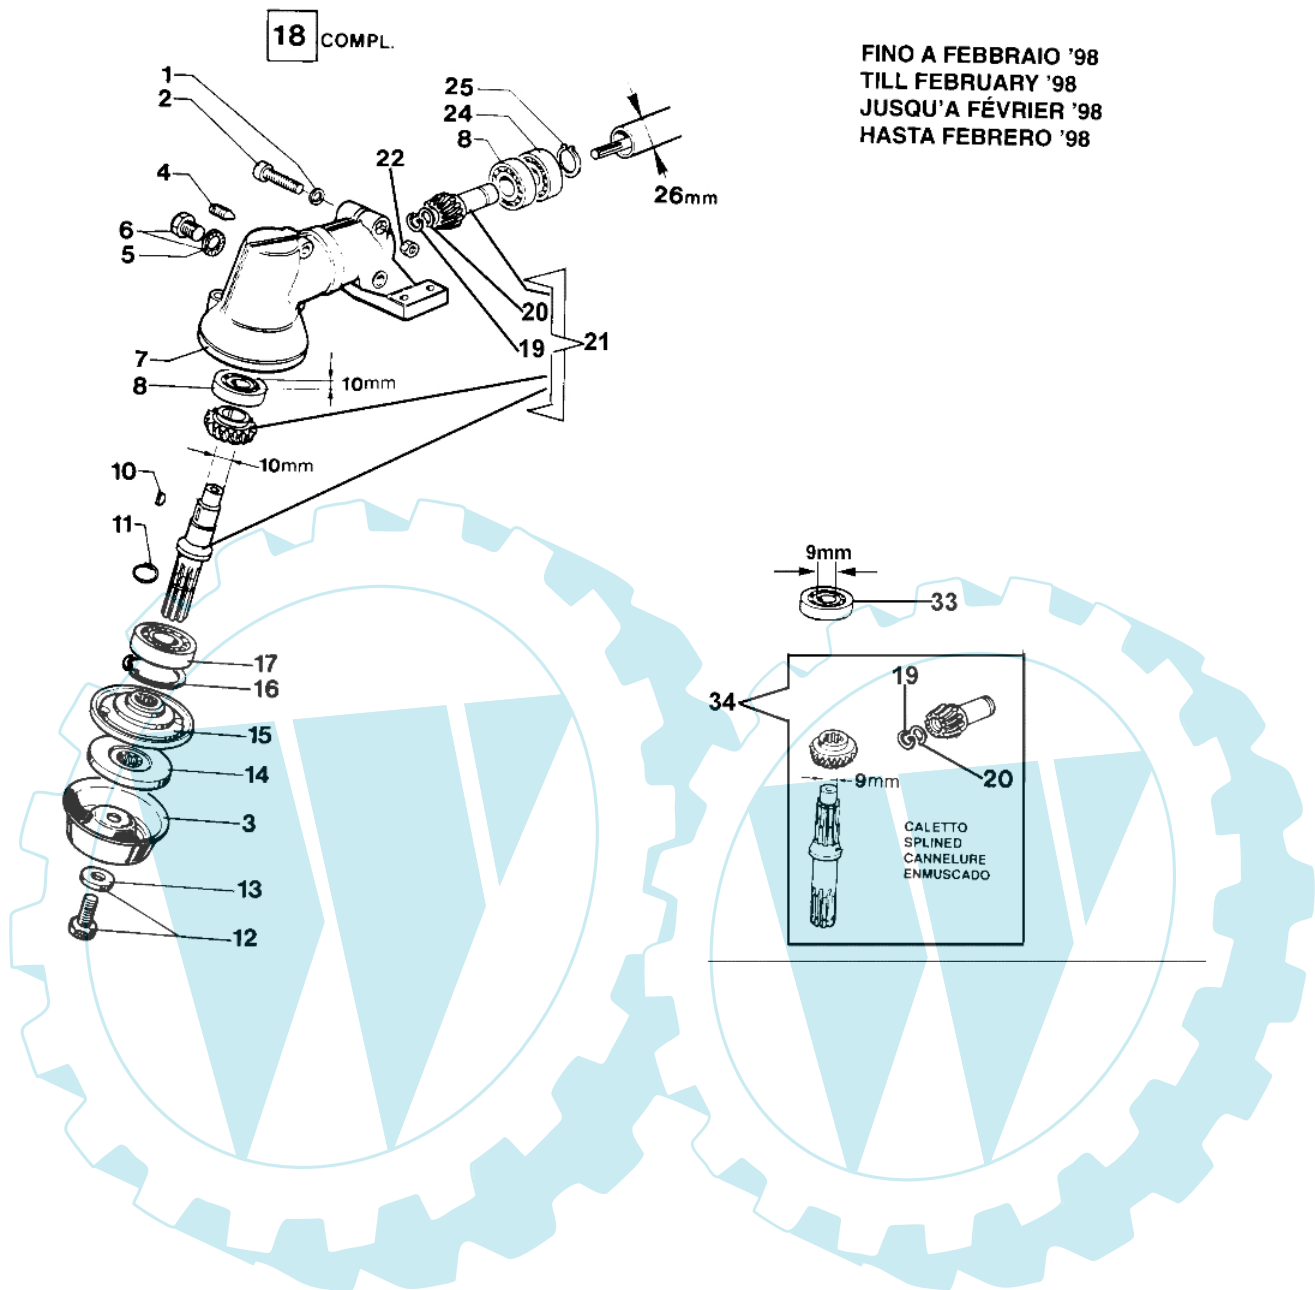 18 COMPL.
FINO A FEBBRAIO '98
TILL FEBRUARY '98
JUSQU'A FÉVRIER '98
HASTA FEBRERO '98
1
2
25
24
8
22
4
26mm
6
5
20
19
21
7
8
10mm
10mm
10
11
9mm
33
17
16
34
19
15
14
9mm
20
3
CALETTO
SPLINED
CANNELURE
ENMUSCADO
13
12